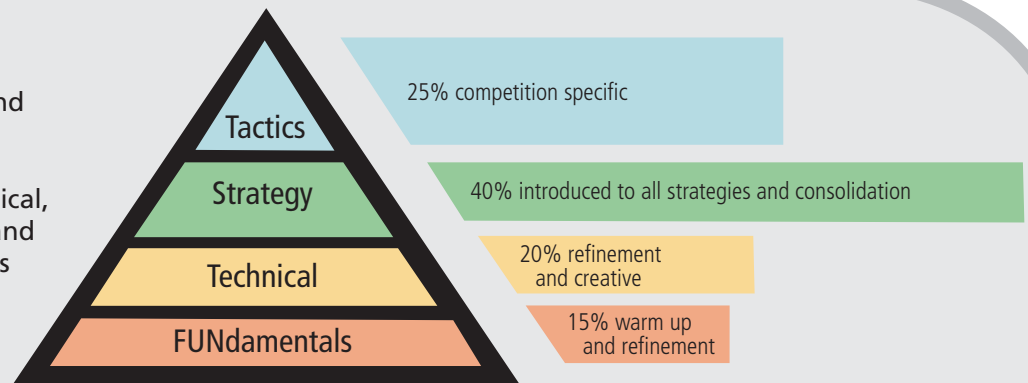 nd
ical,
and
s
Tactics
25% competition specific
Strategy
40% introduced to all strategies and consolidation
Technical
20% refinement
and creative
FUNdamentals
15% warm up
and refinement